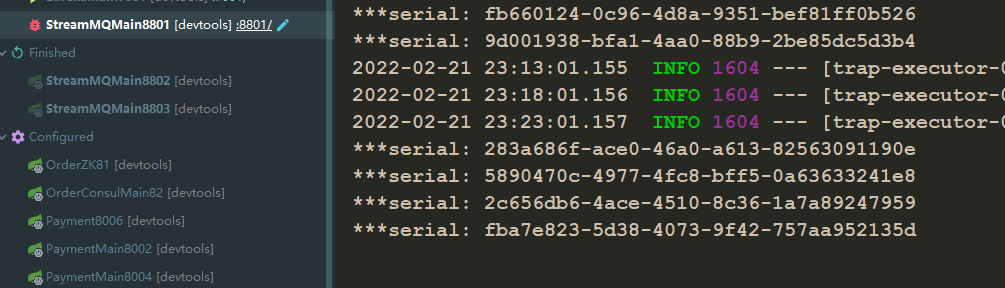 StreamMQMain8801 [devtools] :8801/
Finished
StreamMQMain8802 [devtools]
StreamMQMain8803 [devtools]
Configured
OrderZK81 [devtools]
OrderConsulMain82 [devtools]
Payment8006 [devtools]
PaymentMain8002 [devtools]
PaymentMain8004 [devtools]
***serial: fb660124-0c96-4d8a-9351-bef81ff0b526
***serial: 9d001938-bfa1-4aa0-88b9-2be85dc5d3b4
2022-02-21 23:13:01.155 INFO 1604 --- [trap-executor-0
2022-02-21 23:18:01.156 INFO 1604 --- [trap-executor-0
2022-02-21 23:23:01.157 INFO 1604 --- [trap-executor-0
***serial: 283a686f-ace0-46a0-a613-82563091190e
***serial: 5890470c-4977-4fc8-bff5-0a63633241e8
***serial: 2c656db6-4ace-4510-8c36-1a7a89247959
***serial: fba7e823-5d38-4073-9f42-757aa952135d